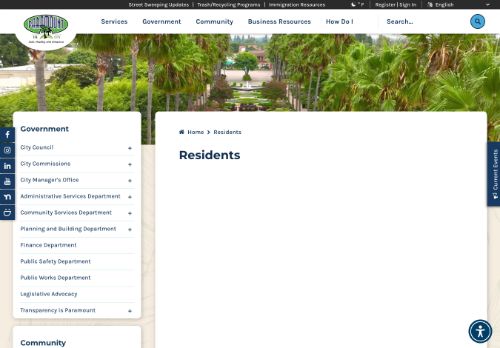 Street Sweeping Updates | Trash/Recycling Programs | Immigration Resources
°F
Register | Sign In
English
PARAMOUNT
Services
Government
Community
Business Resources
How Do I
Search...
Government
City Council +
City Commissions +
City Manager's Office +
Administrative Services Department +
Community Services Department +
Planning and Building Department +
Finance Department
Public Safety Department
Public Works Department
Legislative Advocacy
Transparency is Paramount +
Community
Home > Residents
Residents
Current Events